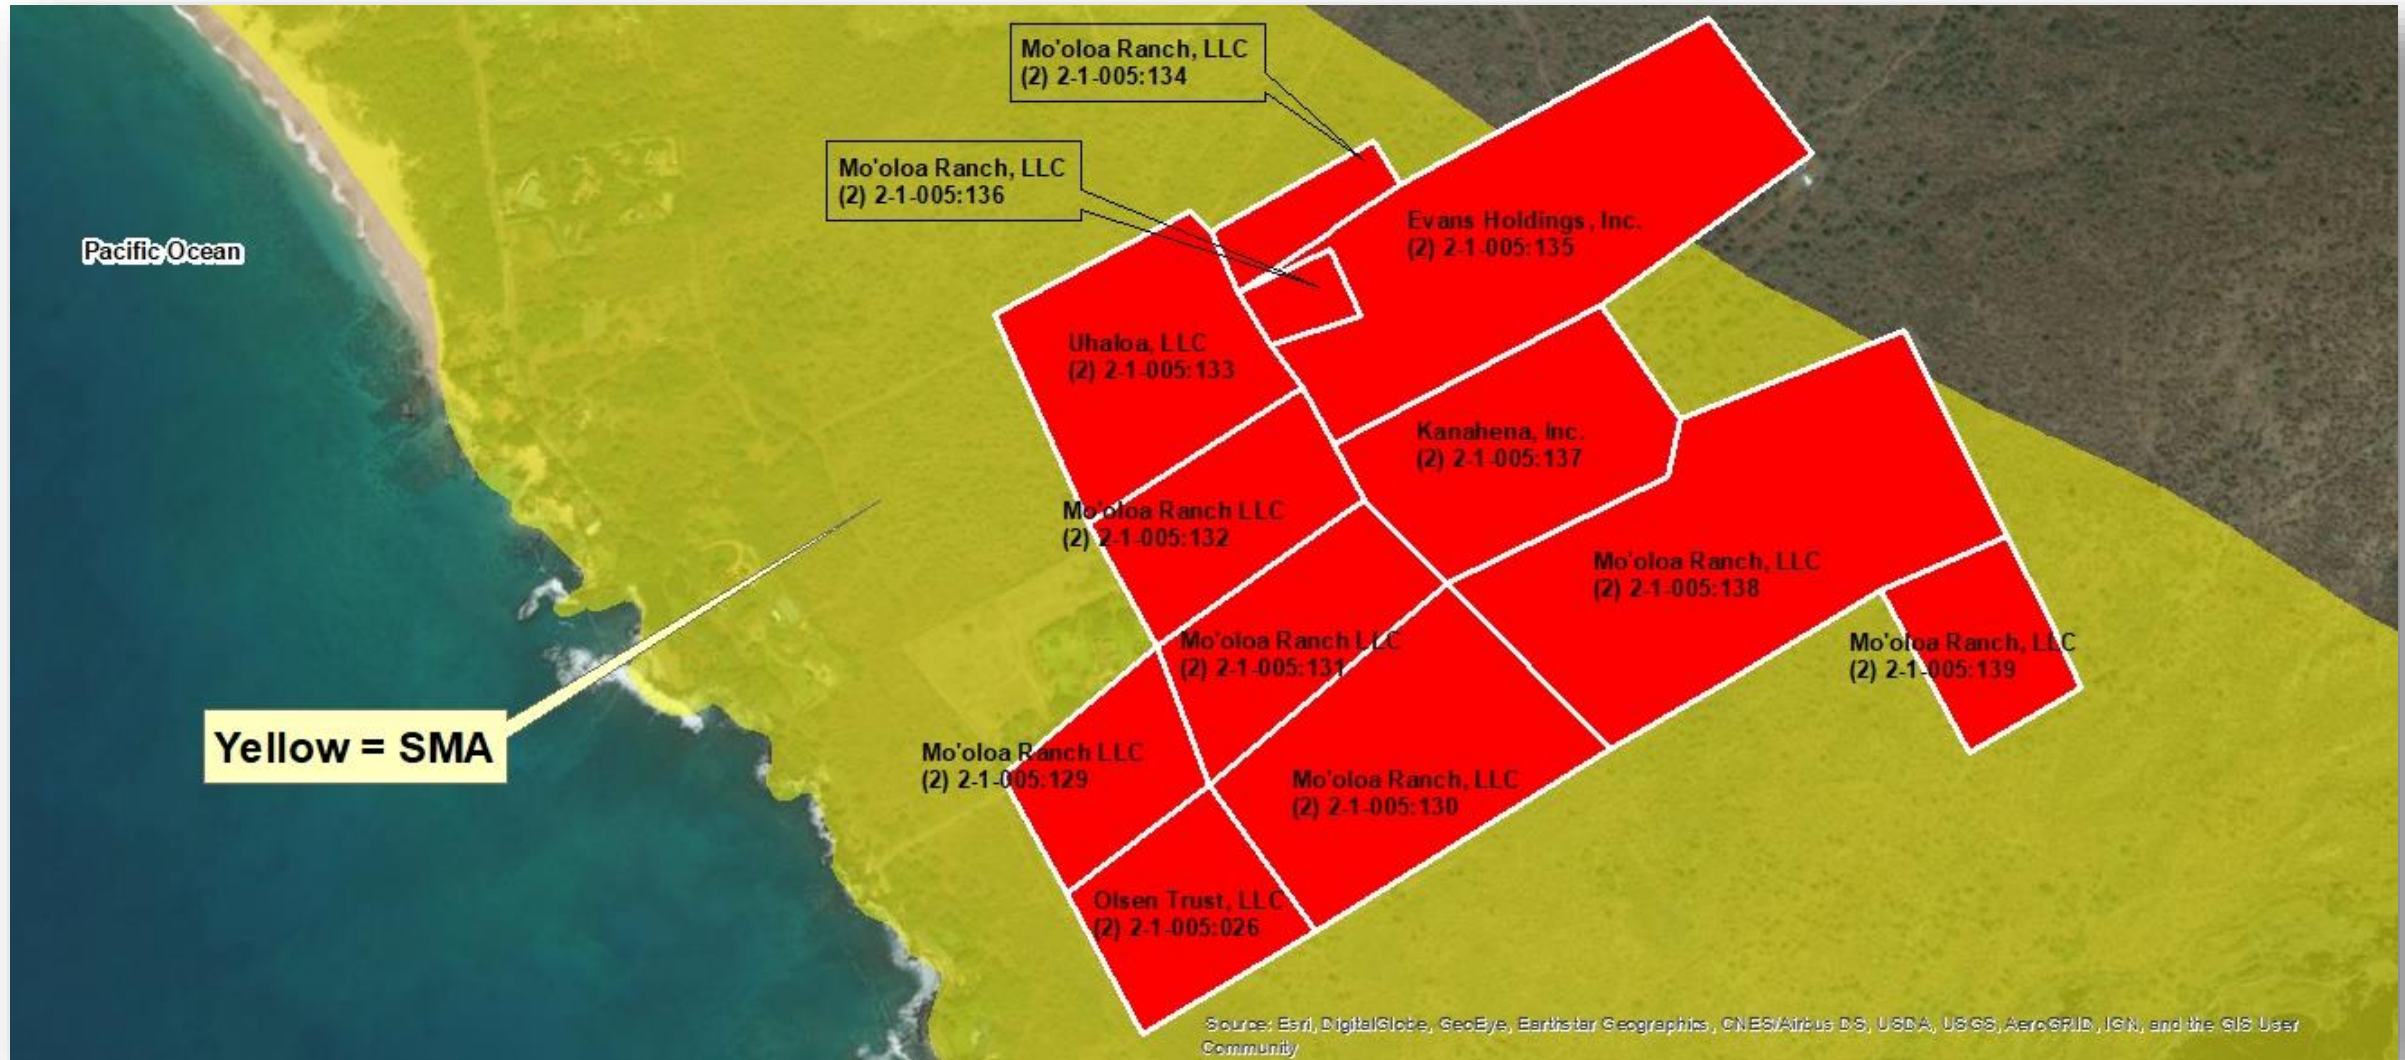 Mo'oloa Ranch, LLC
(2) 2-1-005:134
Mo'oloa Ranch, LLC
(2) 2-1-005:136
Evans Holdings, Inc.
(2) 2-1-005:135
Pacific Ocean
Uhaloa, LLC
(2) 2-1-005:133
Kanahena, Inc.
(2) 2-1-005:137
Mo'oloa Ranch LLC
(2) 2-1-005:132
Mo'oloa Ranch, LLC
(2) 2-1-005:138
Mo'oloa Ranch LLC
(2) 2-1-005:131
Mo'oloa Ranch, LLC
(2) 2-1-005:139
Yellow = SMA
Mo'oloa Ranch LLC
(2) 2-1-005:129
Mo'oloa Ranch, LLC
(2) 2-1-005:130
Olsen Trust, LLC
(2) 2-1-005:026
Source: Esri, DigitalGlobe, GeoEye, Earthstar Geographics, CNES/Airbus DS, USDA, USGS, AeroGRID, IGN, and the GIS User
Community